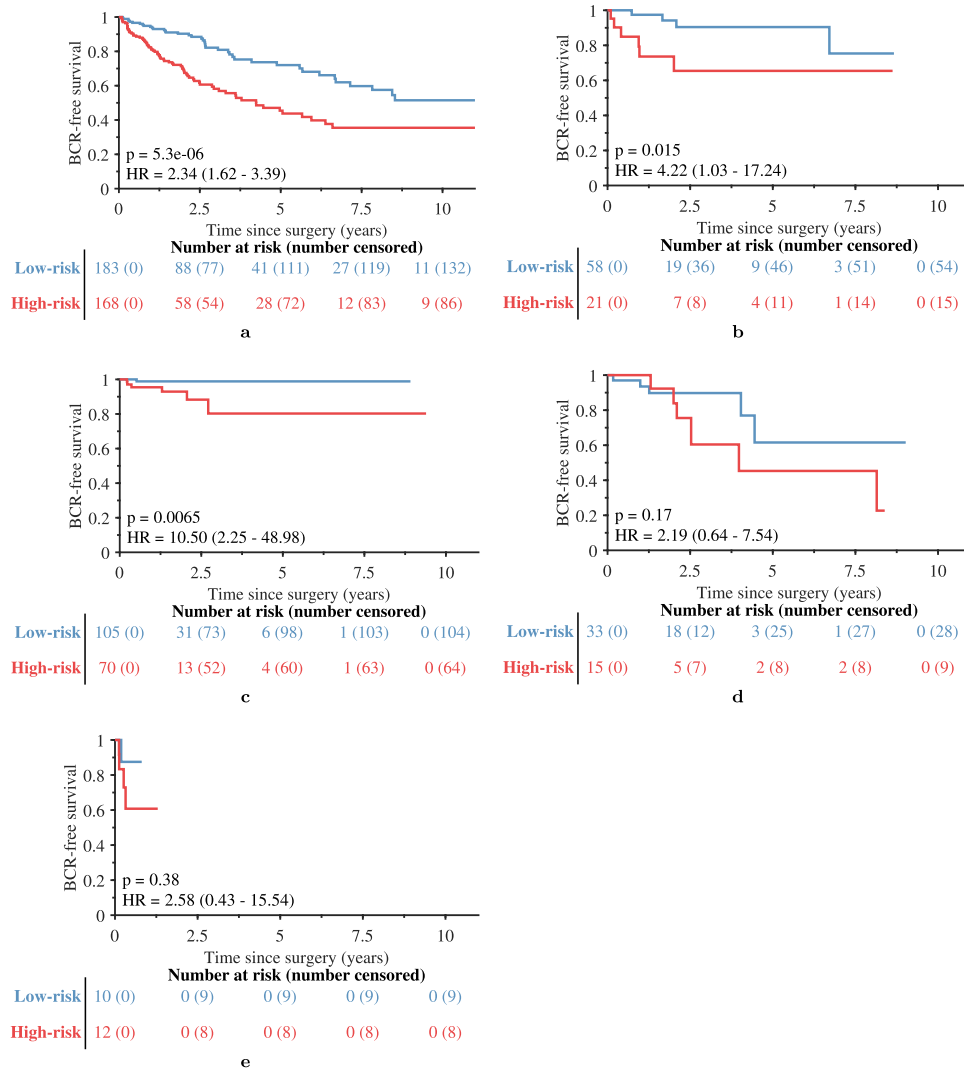 1
0.8
0.6
0.4
0.2
0
BCR-free survival
p = 5.3e-06
HR = 2.34 (1.62 - 3.39)
0 2.5 5 7.5 10
Time since surgery (years)
Number at risk (number censored)
Low-risk 183 (0) 88 (77) 41 (111) 27 (119) 11 (132)
High-risk 168 (0) 58 (54) 28 (72) 12 (83) 9 (86)
a
1
0.8
0.6
0.4
0.2
0
BCR-free survival
p = 0.015
HR = 4.22 (1.03 - 17.24)
0 2.5 5 7.5 10
Time since surgery (years)
Number at risk (number censored)
Low-risk 58 (0) 19 (36) 9 (46) 3 (51) 0 (54)
High-risk 21 (0) 7 (8) 4 (11) 1 (14) 0 (15)
b
1
0.8
0.6
0.4
0.2
0
BCR-free survival
p = 0.0065
HR = 10.50 (2.25 - 48.98)
0 2.5 5 7.5 10
Time since surgery (years)
Number at risk (number censored)
Low-risk 105 (0) 31 (73) 6 (98) 1 (103) 0 (104)
High-risk 70 (0) 13 (52) 4 (60) 1 (63) 0 (64)
c
1
0.8
0.6
0.4
0.2
0
BCR-free survival
p = 0.17
HR = 2.19 (0.64 - 7.54)
0 2.5 5 7.5 10
Time since surgery (years)
Number at risk (number censored)
Low-risk 33 (0) 18 (12) 3 (25) 1 (27) 0 (28)
High-risk 15 (0) 5 (7) 2 (8) 2 (8) 0 (9)
d
1
0.8
0.6
0.4
0.2
0
BCR-free survival
p = 0.38
HR = 2.58 (0.43 - 15.54)
0 2.5 5 7.5 10
Time since surgery (years)
Number at risk (number censored)
Low-risk 10 (0) 0 (9) 0 (9) 0 (9) 0 (9)
High-risk 12 (0) 0 (8) 0 (8) 0 (8) 0 (8)
e